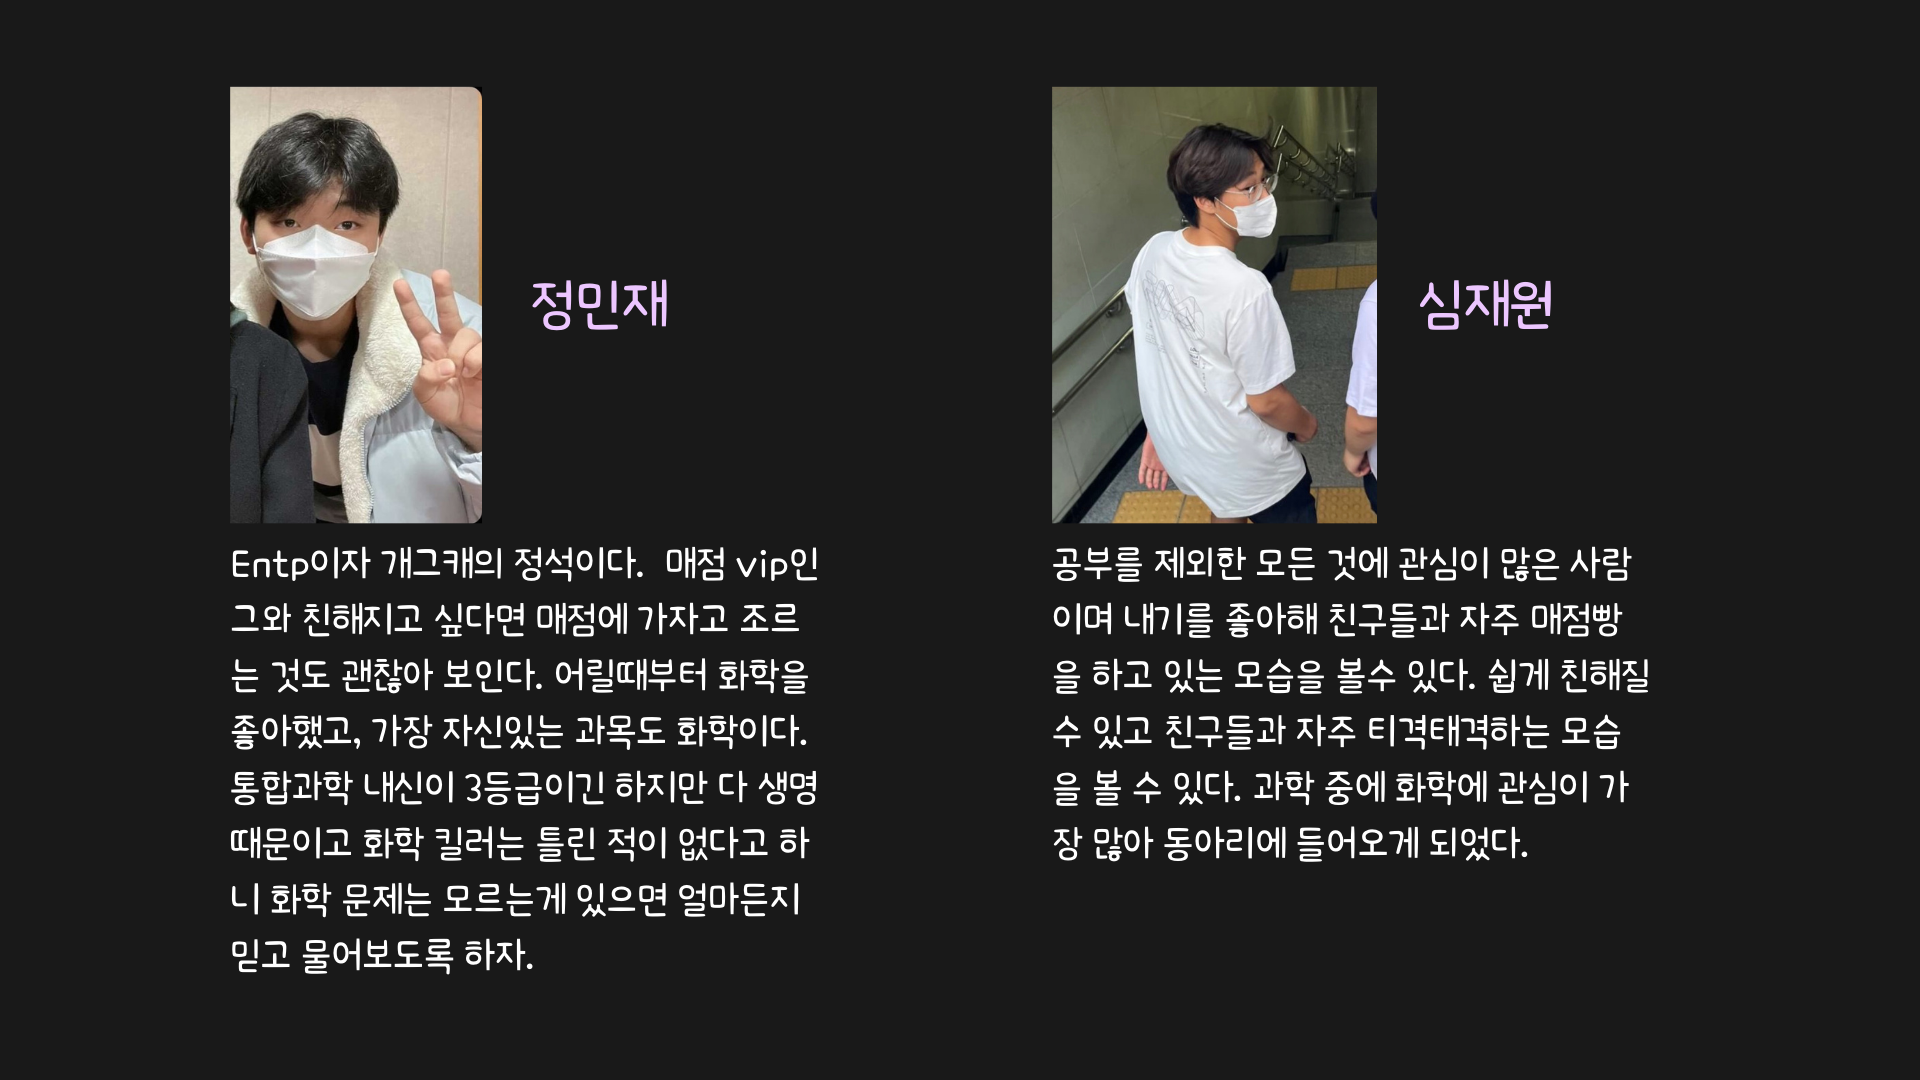 정민재
Entp이자 개그캐의 정석이다.  매점 vip인
그와 친해지고 싶다면 매점에 가자고 조르
는 것도 괜찮아 보인다. 어릴때부터 화학을
좋아했고, 가장 자신있는 과목도 화학이다.
통합과학 내신이 3등급이긴 하지만 다 생명
때문이고 화학 킬러는 틀린 적이 없다고 하
니 화학 문제는 모르는게 있으면 얼마든지
믿고 물어보도록 하자.
심재원
공부를 제외한 모든 것에 관심이 많은 사람
이며 내기를 좋아해 친구들과 자주 매점빵
을 하고 있는 모습을 볼수 있다. 쉽게 친해질
수 있고 친구들과 자주 티격태격하는 모습
을 볼 수 있다. 과학 중에 화학에 관심이 가
장 많아 동아리에 들어오게 되었다.